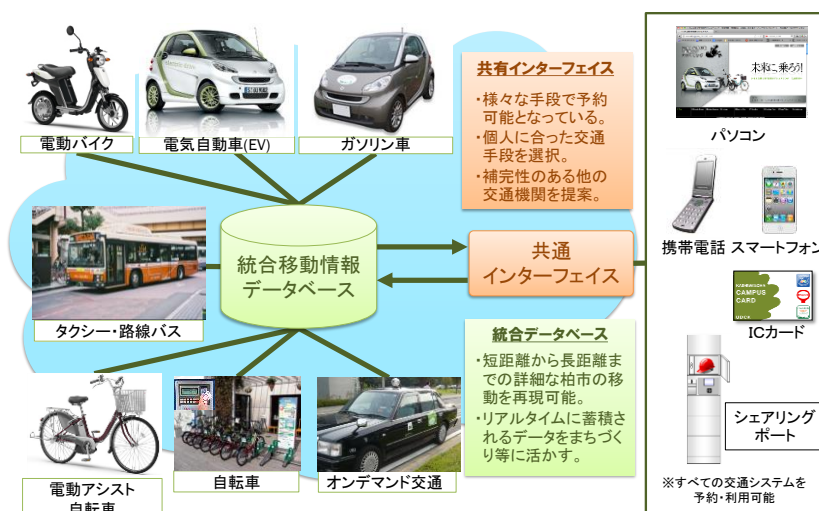 電動バイク
電気自動車(EV)
ガソリン車
共有インターフェイス
・様々な手段で予約
可能となっている。
・個人に合った交通
手段を選択。
・補完性のある他の
交通機関を提案。
未来に乗ろう!
パソコン
携帯電話
スマートフォン
タクシー・路線バス
統合移動情報
データベース
共通
インターフェイス
CAMPUS
CARD
ICカード
統合データベース
・短距離から長距離ま
での詳細な柏市の移
動を再現可能。
・リアルタイムに蓄積さ
れるデータをまちづく
り等に活かす。
シェアリング
ポート
電動アシスト
自転車
自転車
オンデマンド交通
※すべての交通システムを
予約・利用可能